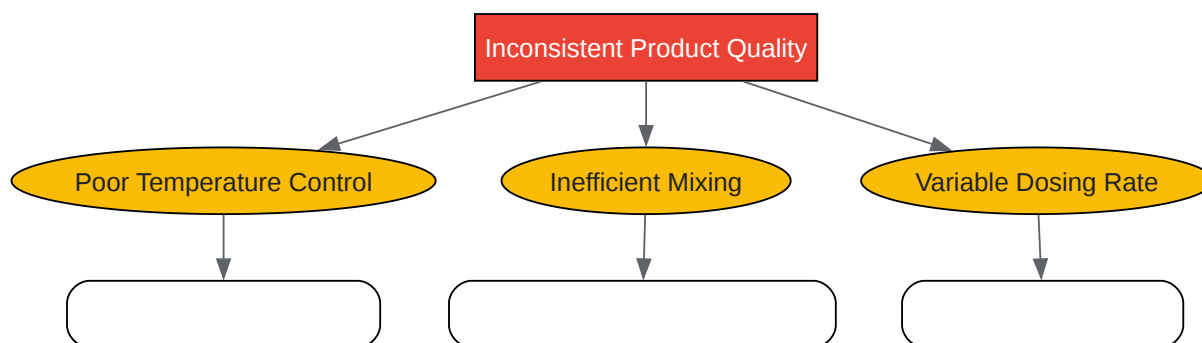 Inconsistent Product Quality
Poor Temperature Control
Inefficient Mixing
Variable Dosing Rate